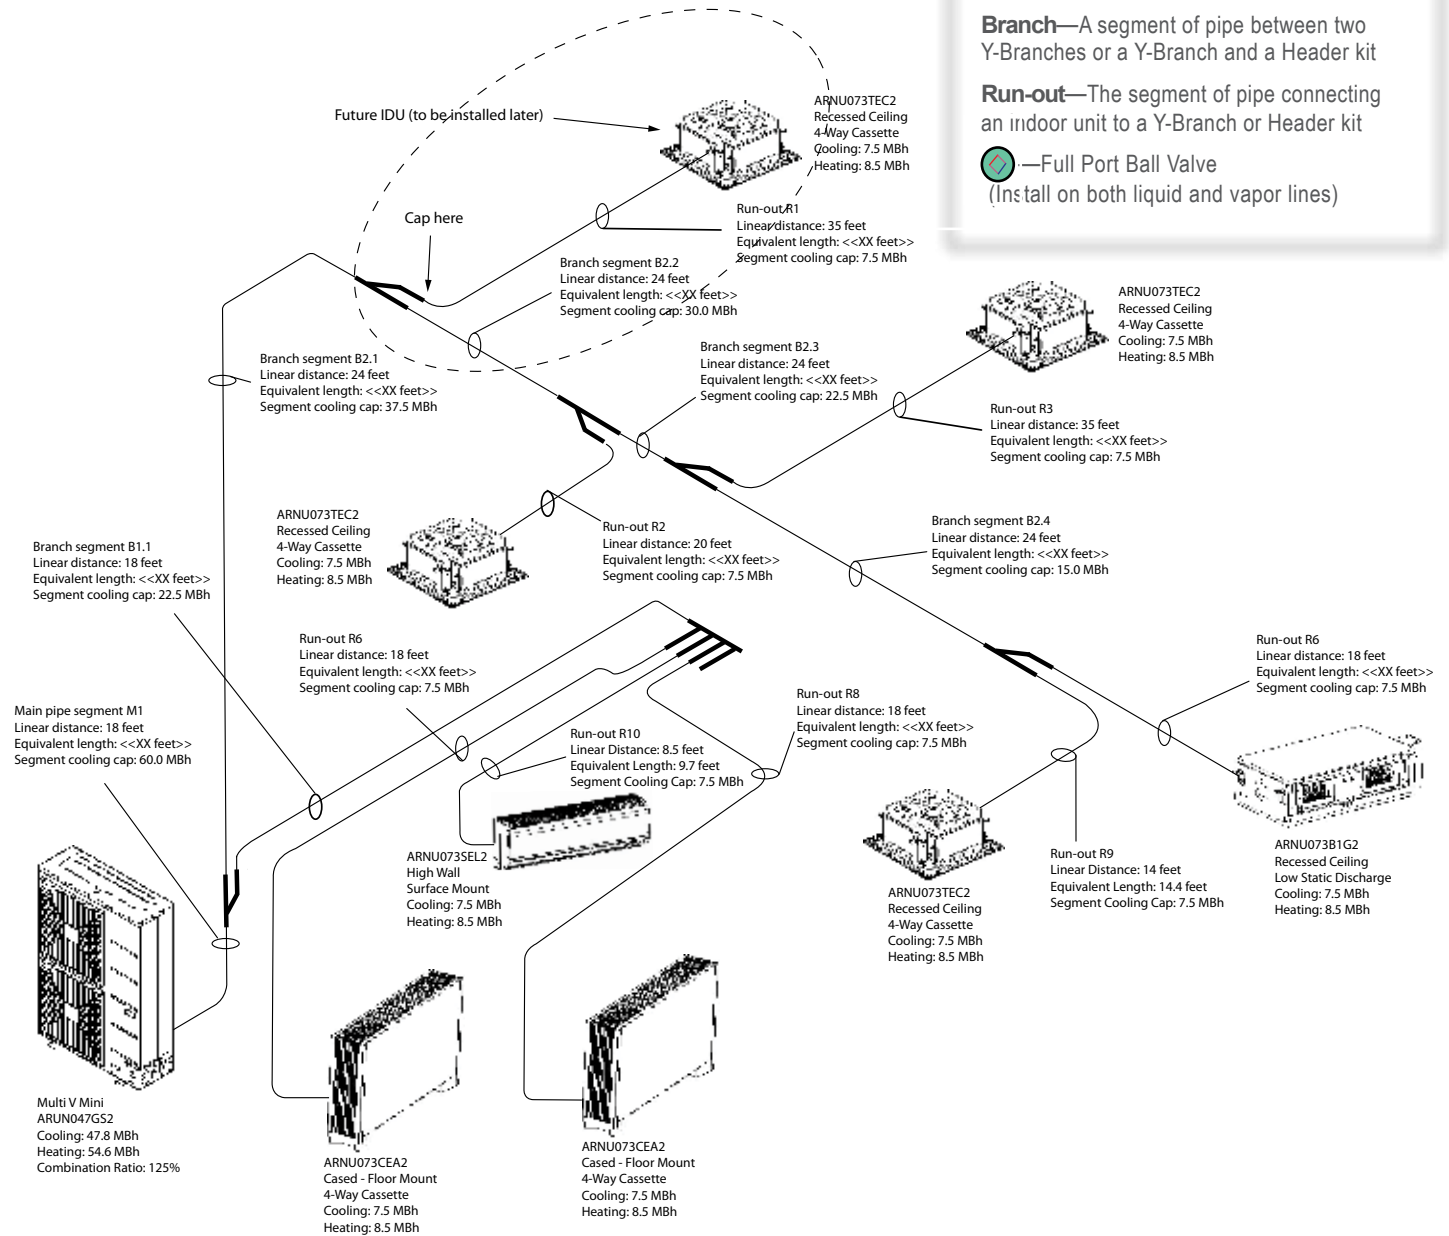 Branch—A segment of pipe between two
Y-Branches or a Y-Branch and a Header kit
Run-out—The segment of pipe connecting
an indoor unit to a Y-Branch or Header kit
—Full Port Ball Valve
(Install on both liquid and vapor lines)
Future IDU (to be installed later)
ARNU073TEC2
Recessed Ceiling
4-Way Cassette
Cooling: 7.5 MBh
Heating: 8.5 MBh
Cap here
Run-out R1
Linear distance: 35 feet
Equivalent length: <<XX feet>>
Segment cooling cap: 7.5 MBh
Branch segment B2.2
Linear distance: 24 feet
Equivalent length: <<XX feet>>
Segment cooling cap: 30.0 MBh
ARNU073TEC2
Recessed Ceiling
4-Way Cassette
Cooling: 7.5 MBh
Heating: 8.5 MBh
Branch segment B2.1
Linear distance: 24 feet
Equivalent length: <<XX feet>>
Segment cooling cap: 37.5 MBh
Branch segment B2.3
Linear distance: 24 feet
Equivalent length: <<XX feet>>
Segment cooling cap: 22.5 MBh
Run-out R3
Linear distance: 35 feet
Equivalent length: <<XX feet>>
Segment cooling cap: 7.5 MBh
ARNU073TEC2
Recessed Ceiling
4-Way Cassette
Cooling: 7.5 MBh
Heating: 8.5 MBh
Run-out R2
Linear distance: 20 feet
Equivalent length: <<XX feet>>
Segment cooling cap: 7.5 MBh
Branch segment B2.4
Linear distance: 24 feet
Equivalent length: <<XX feet>>
Segment cooling cap: 15.0 MBh
Branch segment B1.1
Linear distance: 18 feet
Equivalent length: <<XX feet>>
Segment cooling cap: 22.5 MBh
Run-out R6
Linear distance: 18 feet
Equivalent length: <<XX feet>>
Segment cooling cap: 7.5 MBh
Run-out R6
Linear distance: 18 feet
Equivalent length: <<XX feet>>
Segment cooling cap: 7.5 MBh
Main pipe segment M1
Linear distance: 18 feet
Equivalent length: <<XX feet>>
Segment cooling cap: 60.0 MBh
Run-out R10
Linear Distance: 8.5 feet
Equivalent Length: 9.7 feet
Segment Cooling Cap: 7.5 MBh
Run-out R8
Linear distance: 18 feet
Equivalent length: <<XX feet>>
Segment cooling cap: 7.5 MBh
ARNU073SEL2
High Wall
Surface Mount
Cooling: 7.5 MBh
Heating: 8.5 MBh
ARNU073TEC2
Recessed Ceiling
4-Way Cassette
Cooling: 7.5 MBh
Heating: 8.5 MBh
Run-out R9
Linear Distance: 14 feet
Equivalent Length: 14.4 feet
Segment Cooling Cap: 7.5 MBh
ARNU073B1G2
Recessed Ceiling
Low Static Discharge
Cooling: 7.5 MBh
Heating: 8.5 MBh
Multi V Mini
ARUN047GS2
Cooling: 47.8 MBh
Heating: 54.6 MBh
Combination Ratio: 125%
ARNU073CEA2
Cased - Floor Mount
4-Way Cassette
Cooling: 7.5 MBh
Heating: 8.5 MBh
ARNU073CEA2
Cased - Floor Mount
4-Way Cassette
Cooling: 7.5 MBh
Heating: 8.5 MBh